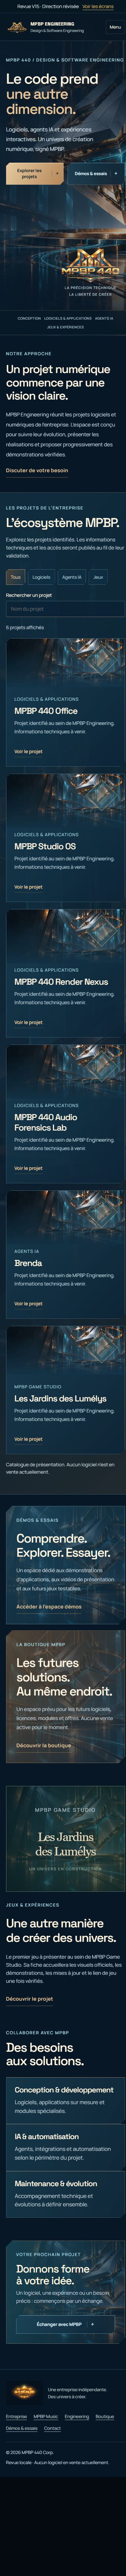 Revue V15 · Direction révisée Voir les écrans
MPBP ENGINEERING
Design & Software Engineering
Menu
MPBP 440 / DESIGN & SOFTWARE ENGINEERING
Le code prend
une autre
dimension.
Logiciels, agents IA et expériences
interactives. Un univers de création
numérique, signé MPBP.
Explorer les
projets
Démos & essais
MPBP
LA PRÉCISION TECHNIQUE.
LA LIBERTÉ DE CRÉER.
CONCEPTION LOGICIELS & APPLICATIONS AGENTS IA
JEUX & EXPÉRIENCES
NOTRE APPROCHE
Un projet numérique
commence par une
vision claire.
MPBP Engineering réunit les projets logiciels et
numériques de l'entreprise. L'espace est conçu
pour suivre leur évolution, présenter les
travaux et rendre les essais accessibles
lorsqu'ils seront vérifiés.
Discuter de votre besoin
LES PROJETS DE L'ENTREPRISE
L'écosystème MPBP.
Explorez les projets identifiés. Les informations
techniques et les accès seront publiés au fil de leur
validation.
Tous Logiciels Agents IA Jeux
Rechercher un projet
Nom du projet
6 projets affichés
LOGICIELS & APPLICATIONS
MPBP 440 Office
Projet identifié au sein de MPBP Engineering.
Informations techniques à venir.
Voir le projet
LOGICIELS & APPLICATIONS
MPBP Studio OS
Projet identifié au sein de MPBP Engineering.
Informations techniques à venir.
Voir le projet
LOGICIELS & APPLICATIONS
MPBP 440 Render Nexus
Projet identifié au sein de MPBP Engineering.
Informations techniques à venir.
Voir le projet
LOGICIELS & APPLICATIONS
MPBP 440 Audio
Forensics Lab
Projet identifié au sein de MPBP Engineering.
Informations techniques à venir.
Voir le projet
AGENTS IA
Brenda
Projet identifié au sein de MPBP Engineering.
Informations techniques à venir.
Voir le projet
MPBP GAME STUDIO
Les Jardins des Lumélys
Projet identifié au sein de MPBP Engineering.
Informations techniques à venir.
Voir le projet
Catalogue de présentation. Aucun logiciel n'est en
vente actuellement.
DÉMOS & ESSAIS
Comprendre.
Explorer. Essayer.
Un espace dédié aux démonstrations
d'applications, aux vidéos de présentation
et aux futurs jeux testables.
Accéder à l'espace démos
LA BOUTIQUE MPBP
Les futures
solutions.
Au même endroit.
Un espace prévu pour les futurs logiciels,
licences, modules et offres. Aucune vente
active pour le moment.
Découvrir la boutique
MPBP GAME STUDIO
Les Jardins
des Lumélys
UN UNIVERS EN CONSTRUCTION
JEUX & EXPÉRIENCES
Une autre manière
de créer des univers.
Le premier jeu à présenter au sein de MPBP Game
Studio. Sa fiche accueillera les visuels officiels, les
démonstrations, les mises à jour et le lien de jeu
une fois vérifiés.
Découvrir le projet
COLLABORER AVEC MPBP
Des besoins
aux solutions.
Conception & développement
Logiciels, applications sur mesure et
modules spécialisés.
IA & automatisation
Agents, intégrations et automatisation
selon le périmètre du projet.
Maintenance & évolution
Accompagnement technique et
évolutions à définir ensemble.
VOTRE PROCHAIN PROJET
Donnons forme
à votre idée.
Un logiciel, une expérience ou un besoin
précis : commençons par un échange.
Échanger avec MPBP
Une entreprise indépendante.
Des univers à créer.
Entreprise MPBP Music Engineering Boutique
Démos & essais Contact
© 2026 MPBP 440 Corp.
Revue locale · Aucun logiciel en vente actuellement.